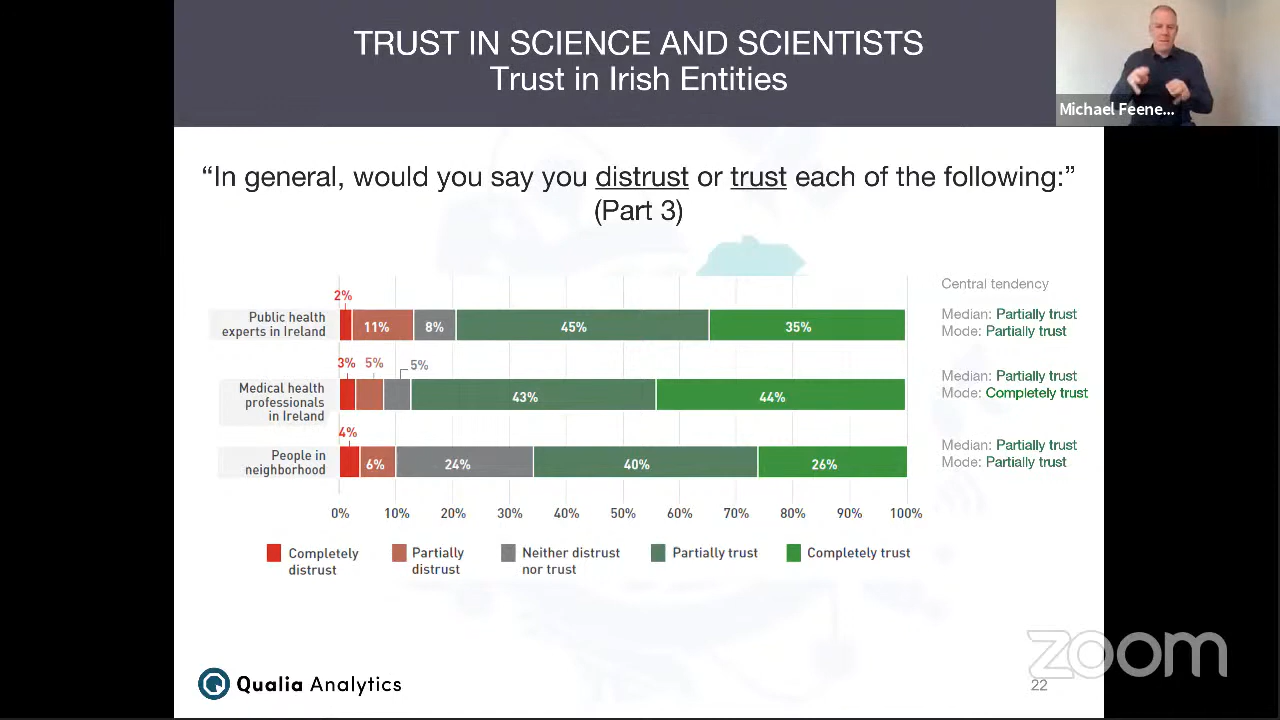 TRUST IN SCIENCE AND SCIENTISTS
Trust in Irish Entities
Michael Feene...
“In general, would you say you distrust or trust each of the following:”
(Part 3)
Central tendency
2%
Public health
experts in Ireland
11%
8%
45%
35%
Median: Partially trust
Mode: Partially trust
3%
5%
5%
Medical health
professionals
in Ireland
43%
44%
Median: Partially trust
Mode: Completely trust
4%
People in
neighborhood
6%
24%
40%
26%
Median: Partially trust
Mode: Partially trust
0% 10% 20% 30% 40% 50% 60% 70% 80% 90% 100%
Completely
distrust
Partially
distrust
Neither distrust
nor trust
Partially trust
Completely trust
zoom
Qualia Analytics
22